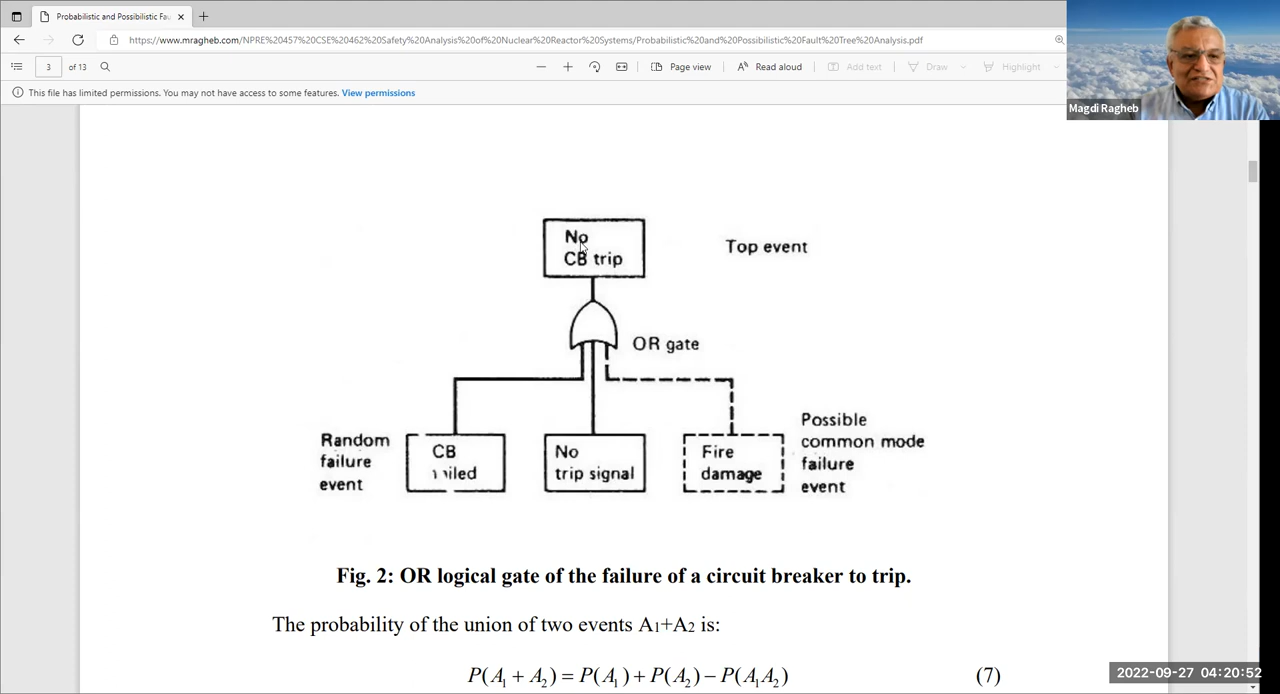 Probabilistic and Possibilistic Fau
https://www.mragheb.com/NPRE%20457%20CSE%20462%20Safety%20Analysis%20of%20Nuclear%20Reactor%20Systems/Probabilistic%20and%20Possibilistic%20Fault%20Tree%20Analysis.pdf
3 of 13 Page view Read aloud Add text Draw Highlight
This file has limited permissions. You may not have access to some features. View permissions
Magdi Ragheb
No
CB trip
Top event
OR gate
Random
failure
event
CB
No
trip signal
Fire
damage
Possible
common mode
failure
event
Fig. 2: OR logical gate of the failure of a circuit breaker to trip.
The probability of the union of two events A₁+A₂ is:
P(A₁ + A₂) = P(A₁) + P(A₂) − P(A₁A₂) (7)
2022-09-27 04:20:52